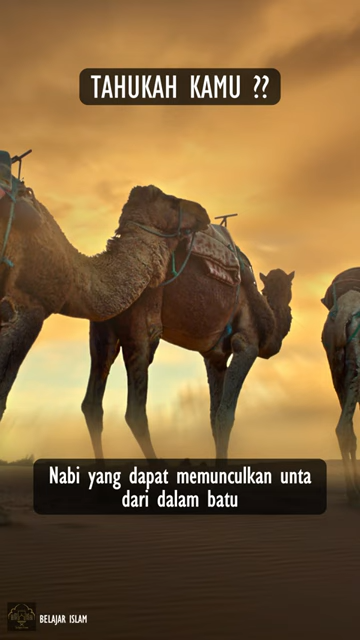 TAHUKAH KAMU ??
Nabi yang dapat memunculkan unta
dari dalam batu
BELAJAR ISLAM